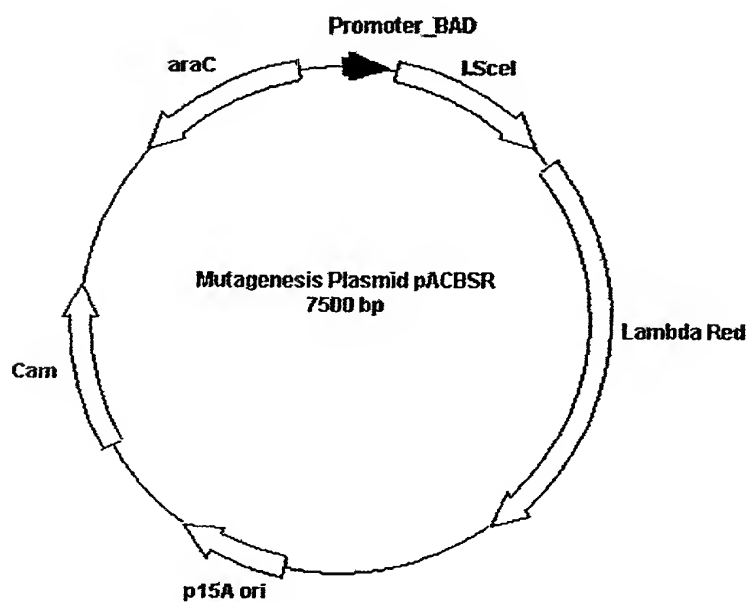 Promoter_BAD
araC
I.SceI
Mutagenesis Plasmid pACBSR
7500 bp
Lambda Red
Cam
p15A ori